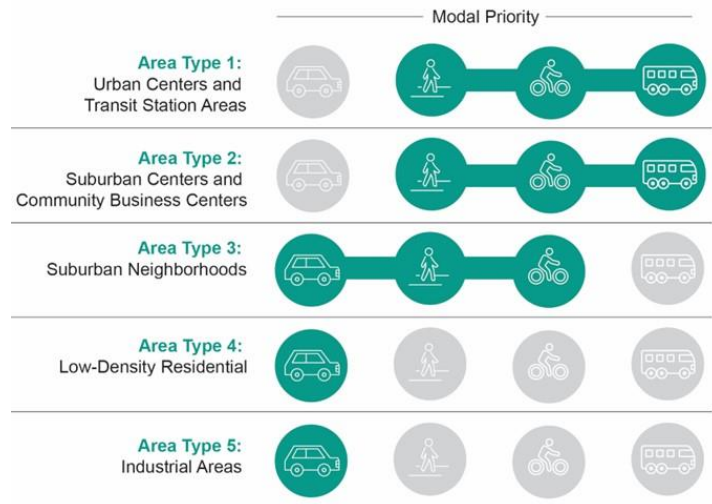 Modal Priority
Area Type 1:
Urban Centers and
Transit Station Areas
Area Type 2:
Suburban Centers and
Community Business Centers
Area Type 3:
Suburban Neighborhoods
Area Type 4:
Low-Density Residential
Area Type 5:
Industrial Areas